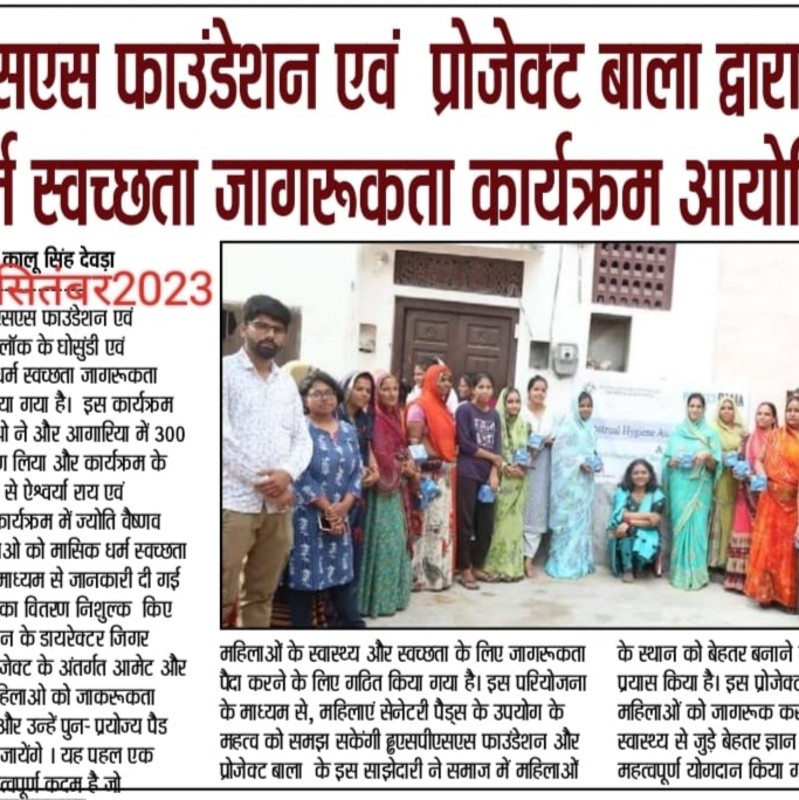 सएस फाउंडेशन एवं प्रोजेक्ट बाला द्वारा
र्म स्वच्छता जागरूकता कार्यक्रम आयो
कालू सिंह देवड़ा
सितंबर2023
एसएस फाउंडेशन एवं
लॉक के घोसुंडी एवं
धर्म स्वच्छता जागरूकता
या गया है। इस कार्यक्रम
पो ने और आगारिया में 300
ग लिया और कार्यक्रम के
से ऐश्वर्या राय एवं
कार्यक्रम में ज्योति वैष्णव
ाओ को मासिक धर्म स्वच्छता
माध्यम से जानकारी दी गई
का वितरण निशुल्क किए
न के डायरेक्टर जिगर
जेक्ट के अंतर्गत आमेट और
हिलाओ को जाकरूकता
और उन्हें पुन- प्रयोज्य पैड
जायेंगे । यह पहल एक
त्वपूर्ण कदम है जो
strual Hygiene Aw
BALA
महिलाओं के स्वास्थ्य और स्वच्छता के लिए जागरूकता
पैदा करने के लिए गठित किया गया है। इस परियोजना
के माध्यम से, महिलाएं सेनेटरी पैड्स के उपयोग के
महत्व को समझ सकेंगी ह्रूएसपीएसएस फाउंडेशन और
प्रोजेक्ट बाला के इस साझेदारी ने समाज में महिलाओं
के स्थान को बेहतर बनाने
प्रयास किया है। इस प्रोजेक्ट
महिलाओं को जागरूक कर
स्वास्थ्य से जुड़े बेहतर ज्ञान
महत्वपूर्ण योगदान किया ग